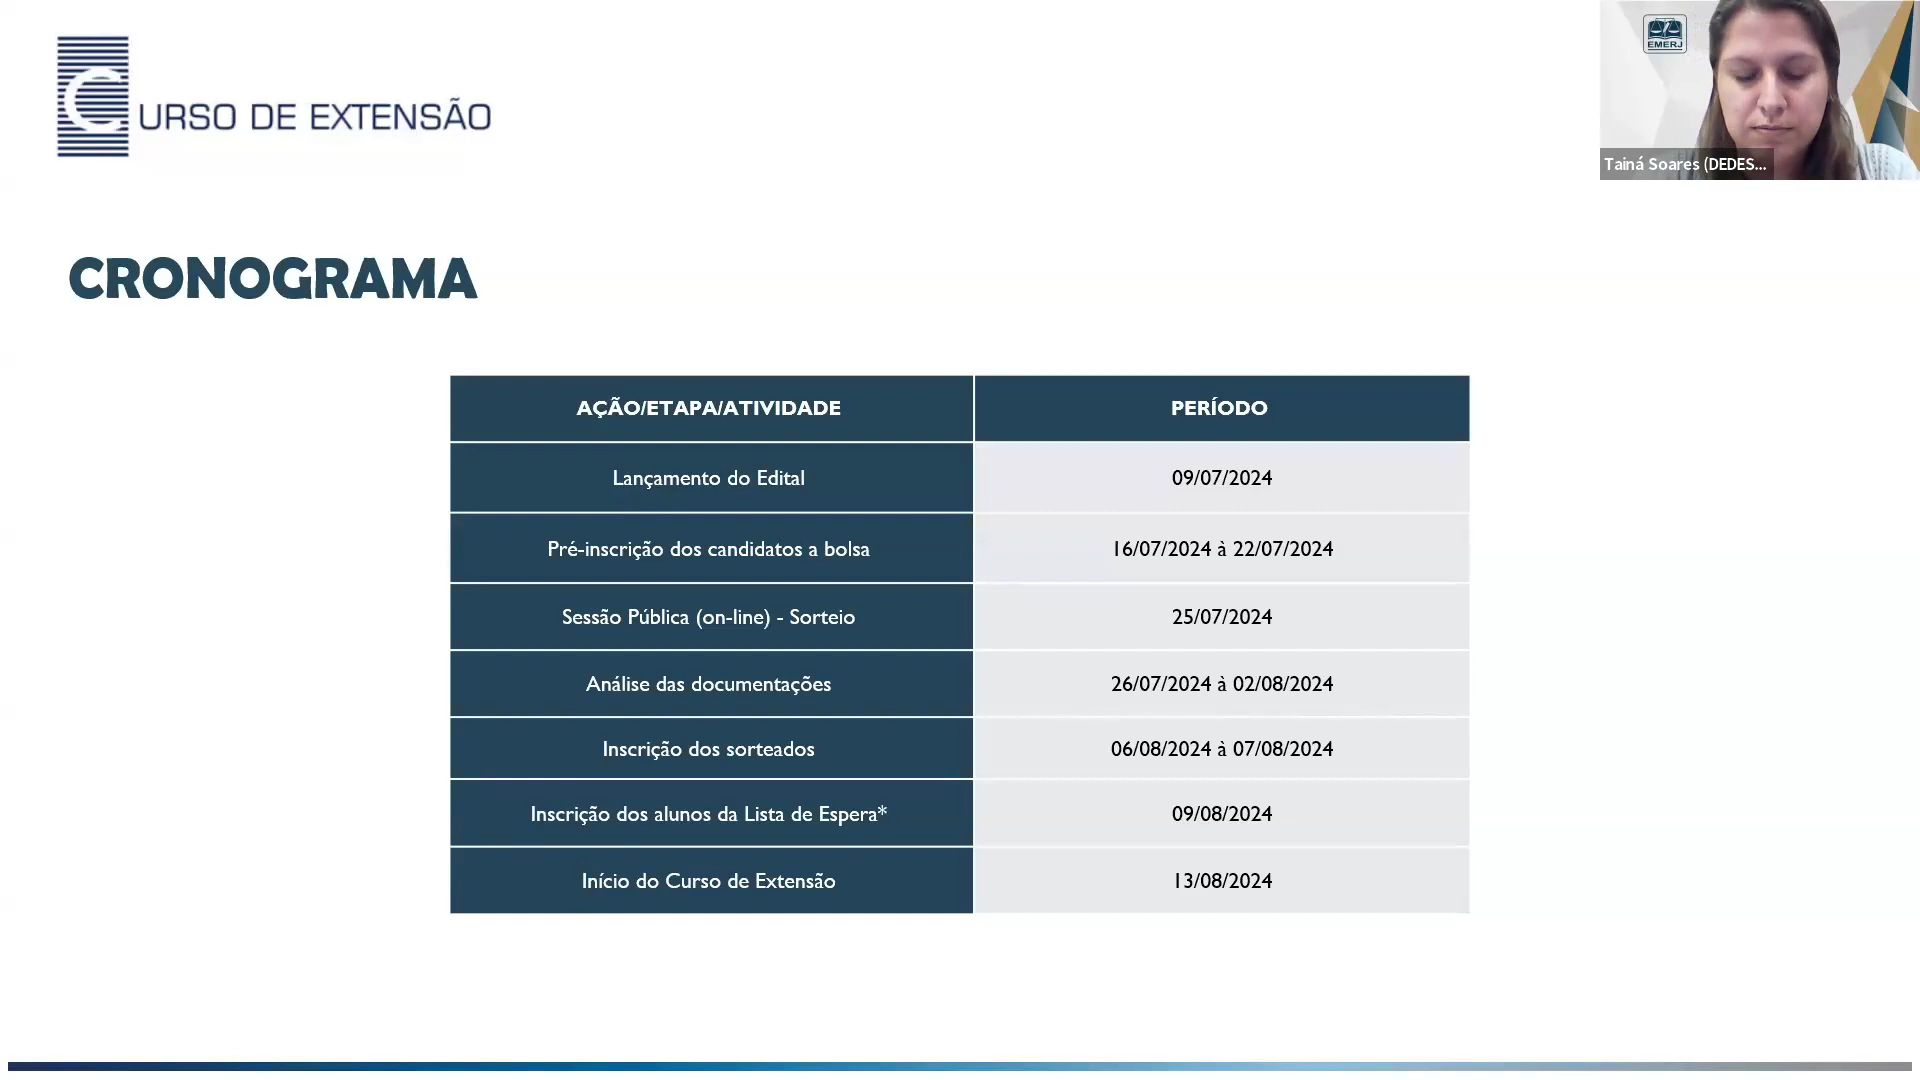 CURSO DE EXTENSÃO
EMERJ
Tainá Soares (DEDES...
CRONOGRAMA
AÇÃO/ETAPA/ATIVIDADE PERÍODO
Lançamento do Edital 09/07/2024
Pré-inscrição dos candidatos a bolsa 16/07/2024 à 22/07/2024
Sessão Pública (on-line) - Sorteio 25/07/2024
Análise das documentações 26/07/2024 à 02/08/2024
Inscrição dos sorteados 06/08/2024 à 07/08/2024
Inscrição dos alunos da Lista de Espera* 09/08/2024
Início do Curso de Extensão 13/08/2024